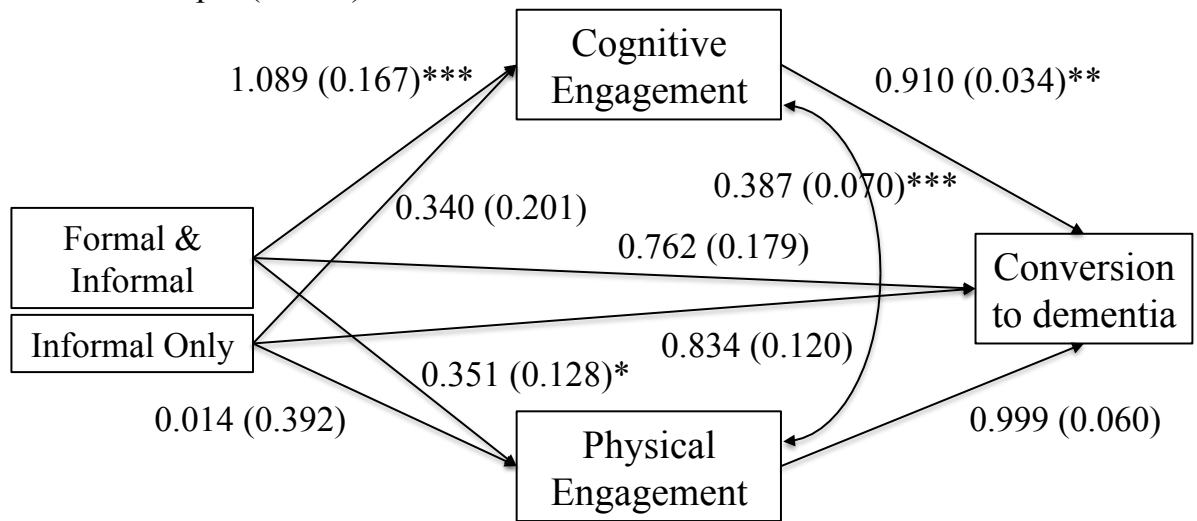 Cognitive
Engagement
1.089 (0.167)***
0.910 (0.034)**
0.387 (0.070)***
0.340 (0.201)
Formal &
Informal
0.762 (0.179)
Conversion
to dementia
Informal Only
0.834 (0.120)
0.351 (0.128)*
0.014 (0.392)
0.999 (0.060)
Physical
Engagement